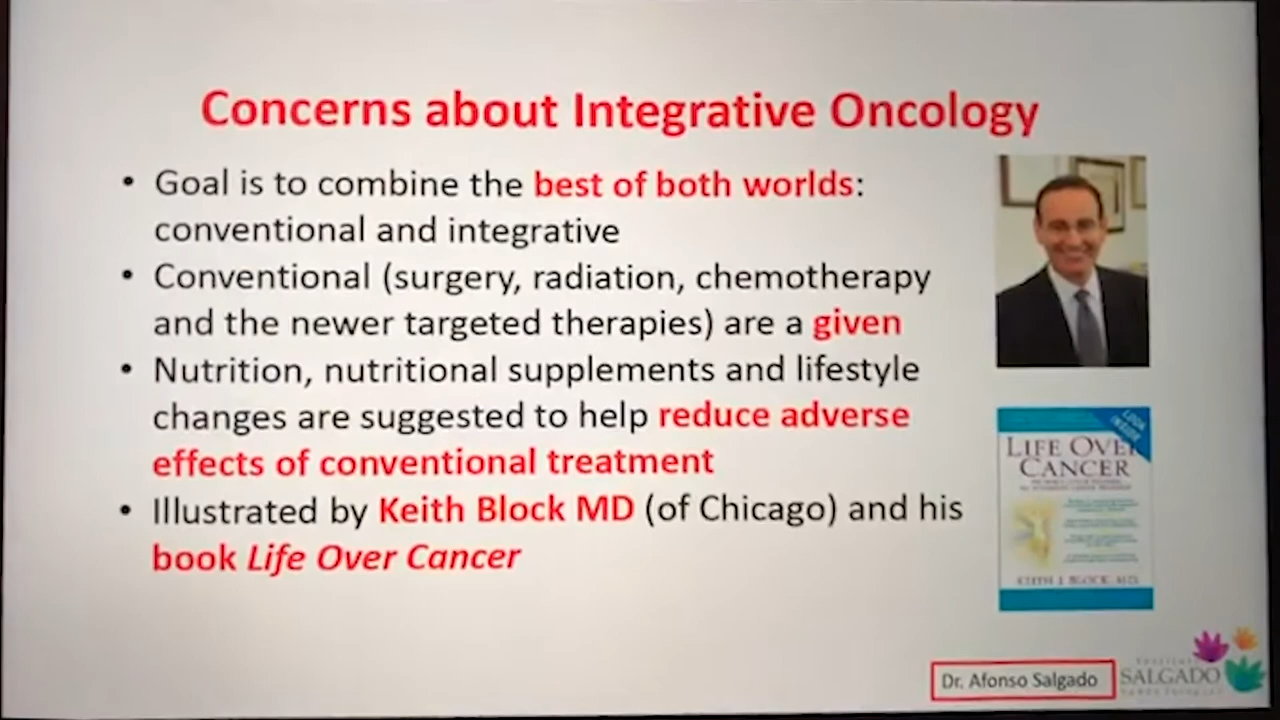 Concerns about Integrative Oncology
• Goal is to combine the best of both worlds:
conventional and integrative
• Conventional (surgery, radiation, chemotherapy
and the newer targeted therapies) are a given
• Nutrition, nutritional supplements and lifestyle
changes are suggested to help reduce adverse
effects of conventional treatment
• Illustrated by Keith Block MD (of Chicago) and his
book Life Over Cancer
LOOK
INSIDE
LIFE OVER
CANCER
KEITH I. BLOCK, M.D.
Dr. Afonso Salgado
SALGADO